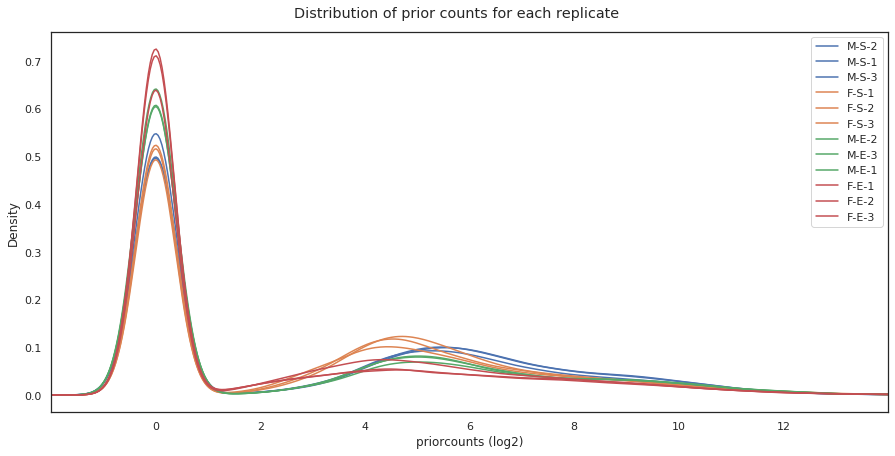 Distribution of prior counts for each replicate
M-S-2
M-S-1
M-S-3
F-S-1
F-S-2
F-S-3
M-E-2
M-E-3
M-E-1
F-E-1
F-E-2
F-E-3
Density
0.7
0.6
0.5
0.4
0.3
0.2
0.1
0.0
0 2 4 6 8 10 12
priorcounts (log2)